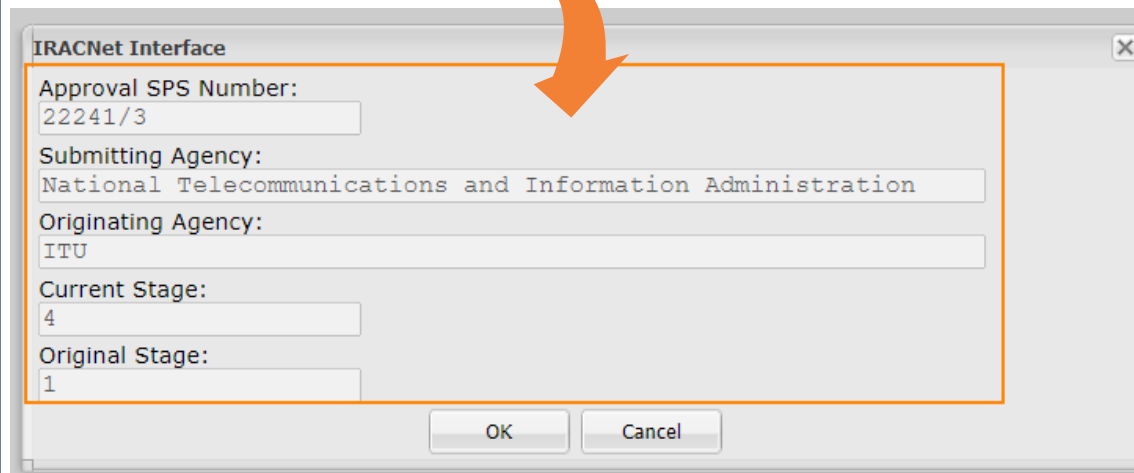 IRACNet Interface
Approval SPS Number:
22241/3
Submitting Agency:
National Telecommunications and Information Administration
Originating Agency:
ITU
Current Stage:
4
Original Stage:
1
OK Cancel